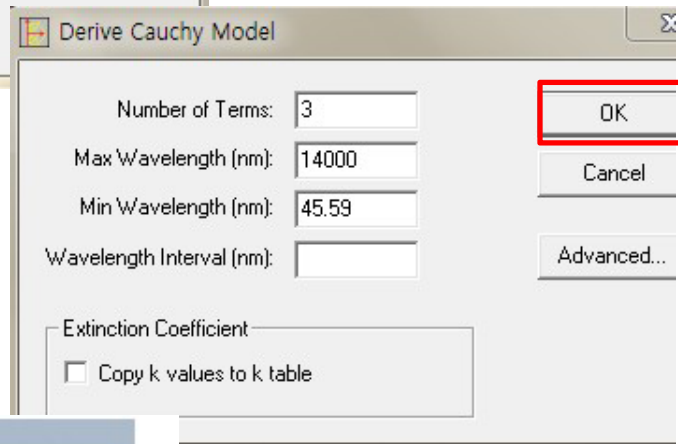 Derive Cauchy Model
Number of Terms: 3
OK
Max Wavelength (nm): 14000
Cancel
Min Wavelength (nm): 45.59
Wavelength Interval (nm):
Advanced...
Extinction Coefficient
Copy k values to k table